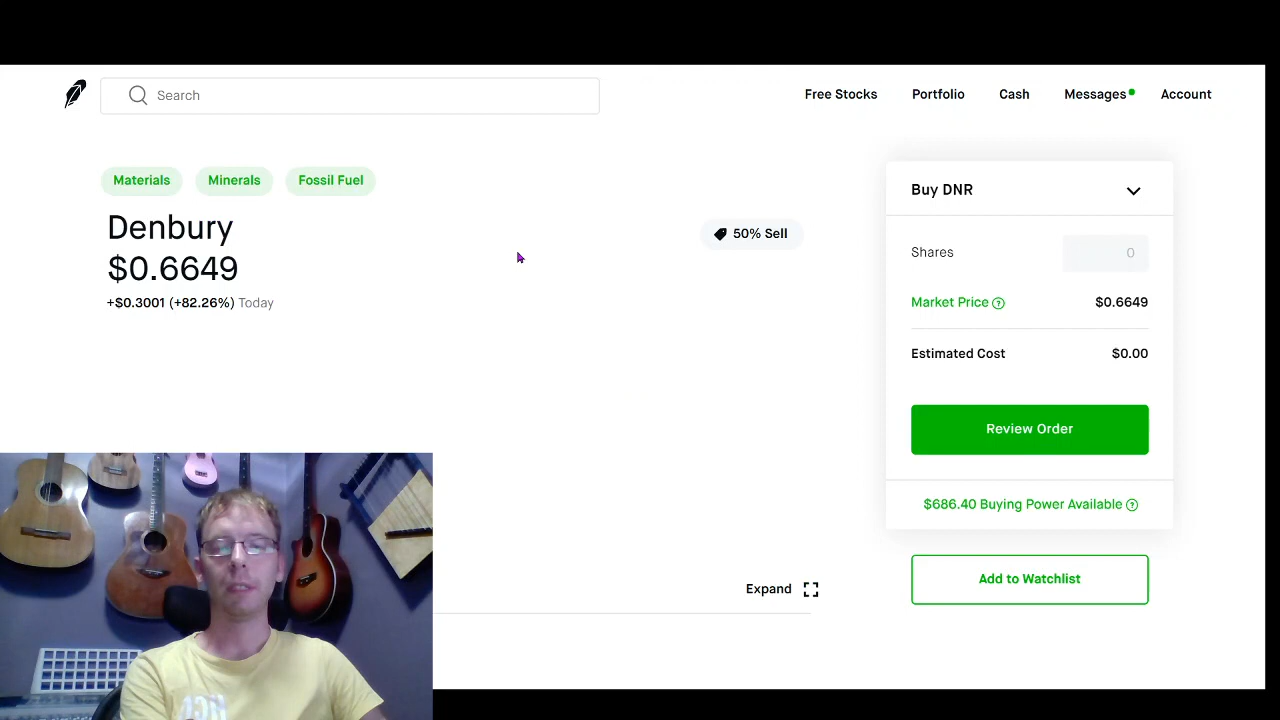 Search
Free Stocks
Portfolio
Cash
Messages
Account
Materials
Minerals
Fossil Fuel
Denbury
$0.6649
+$0.3001 (+82.26%) Today
50% Sell
Buy DNR
Shares
0
Market Price ?
$0.6649
Estimated Cost
$0.00
Review Order
$686.40 Buying Power Available ?
Expand
Add to Watchlist